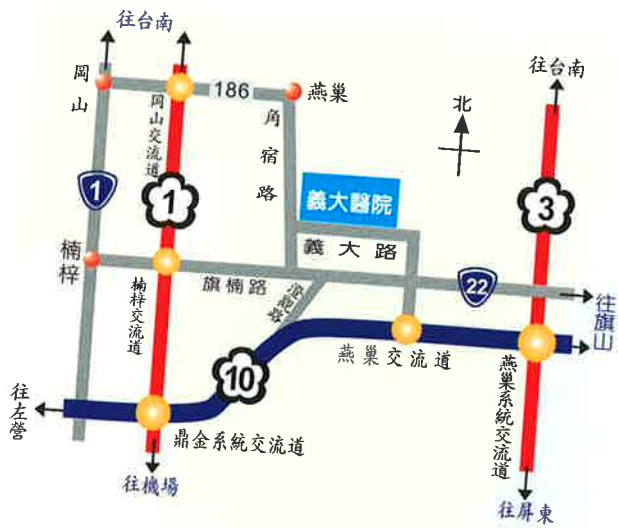 往台南
岡山
186
燕巢
往台南
岡山交流道
角宿路
北
1
1
義大醫院
3
義大路
楠梓
旗楠路
22
楠梓交流道
澄觀路
往旗山
燕巢交流道
10
燕巢系統交流道
往左營
鼎金系統交流道
往機場
往屏東